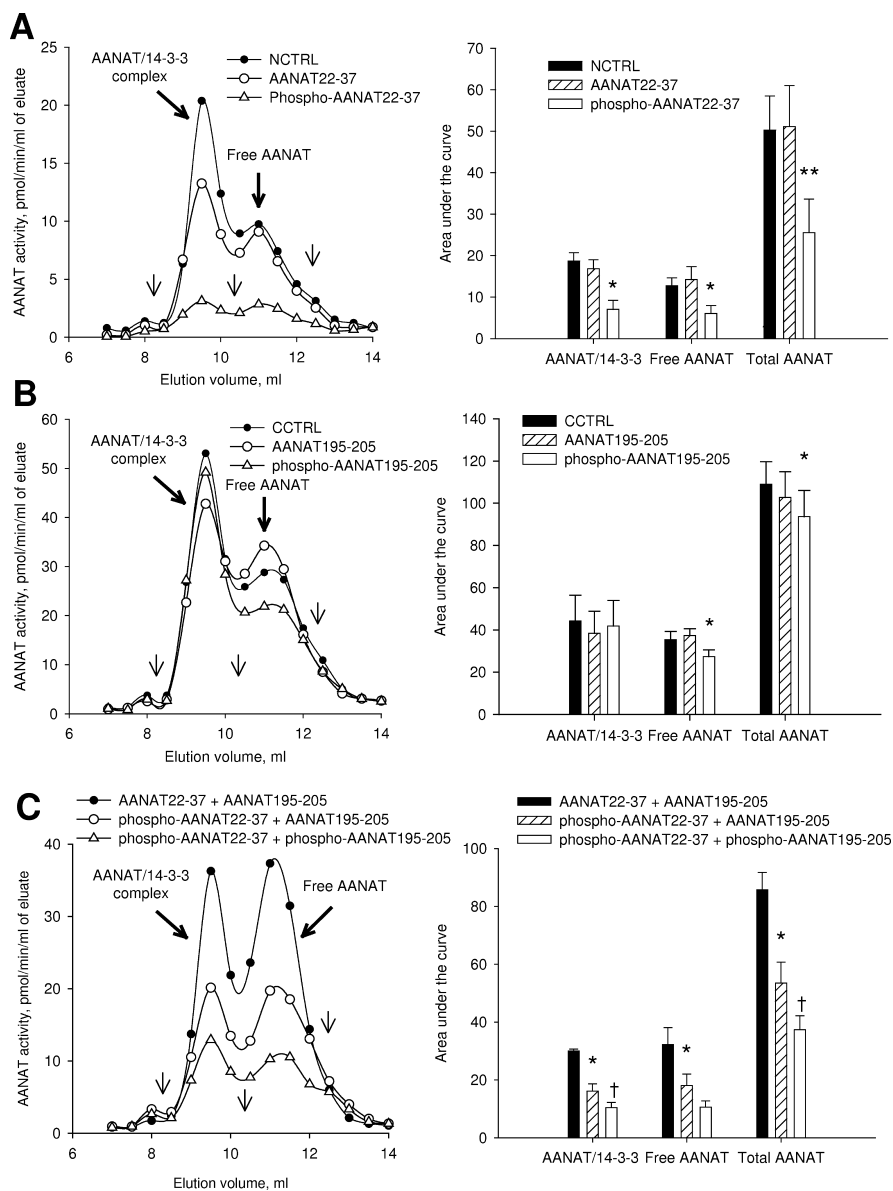 A
AANAT/14-3-3
complex
NCTRL
AANAT22-37
Phospho-AANAT22-37
Free AANAT
AANAT activity, pmol/min/ml of eluate
25
20
15
10
5
0
6 8 10 12 14
Elution volume, ml
NCTRL
AANAT22-37
phospho-AANAT22-37
Area under the curve
70
60
50
40
30
20
10
0
* * **
AANAT/14-3-3 Free AANAT Total AANAT
B
AANAT/14-3-3
complex
CCTRL
AANAT195-205
phospho-AANAT195-205
Free AANAT
AANAT activity, pmol/min/ml of eluate
60
50
40
30
20
10
0
6 8 10 12 14
Elution volume, ml
CCTRL
AANAT195-205
phospho-AANAT195-205
Area under the curve
140
120
100
80
60
40
20
0
* *
AANAT/14-3-3 Free AANAT Total AANAT
C
AANAT22-37 + AANAT195-205
phospho-AANAT22-37 + AANAT195-205
phospho-AANAT22-37 + phospho-AANAT195-205
AANAT/14-3-3
complex
Free AANAT
AANAT activity, pmol/min/ml of eluate
40
30
20
10
0
6 8 10 12 14
Elution volume, ml
AANAT22-37 + AANAT195-205
phospho-AANAT22-37 + AANAT195-205
phospho-AANAT22-37 + phospho-AANAT195-205
Area under the curve
100
80
60
40
20
0
* † * * †
AANAT/14-3-3 Free AANAT Total AANAT